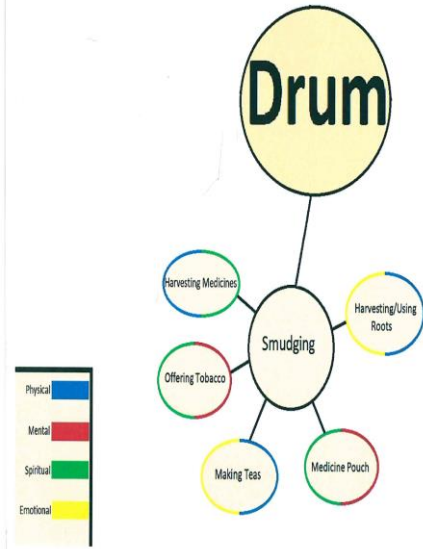 Drum
Harvesting Medicines
Harvesting/Using
Roots
Smudging
Offering Tobacco
Making Teas
Medicine Pouch
Physical
Mental
Spiritual
Emotional